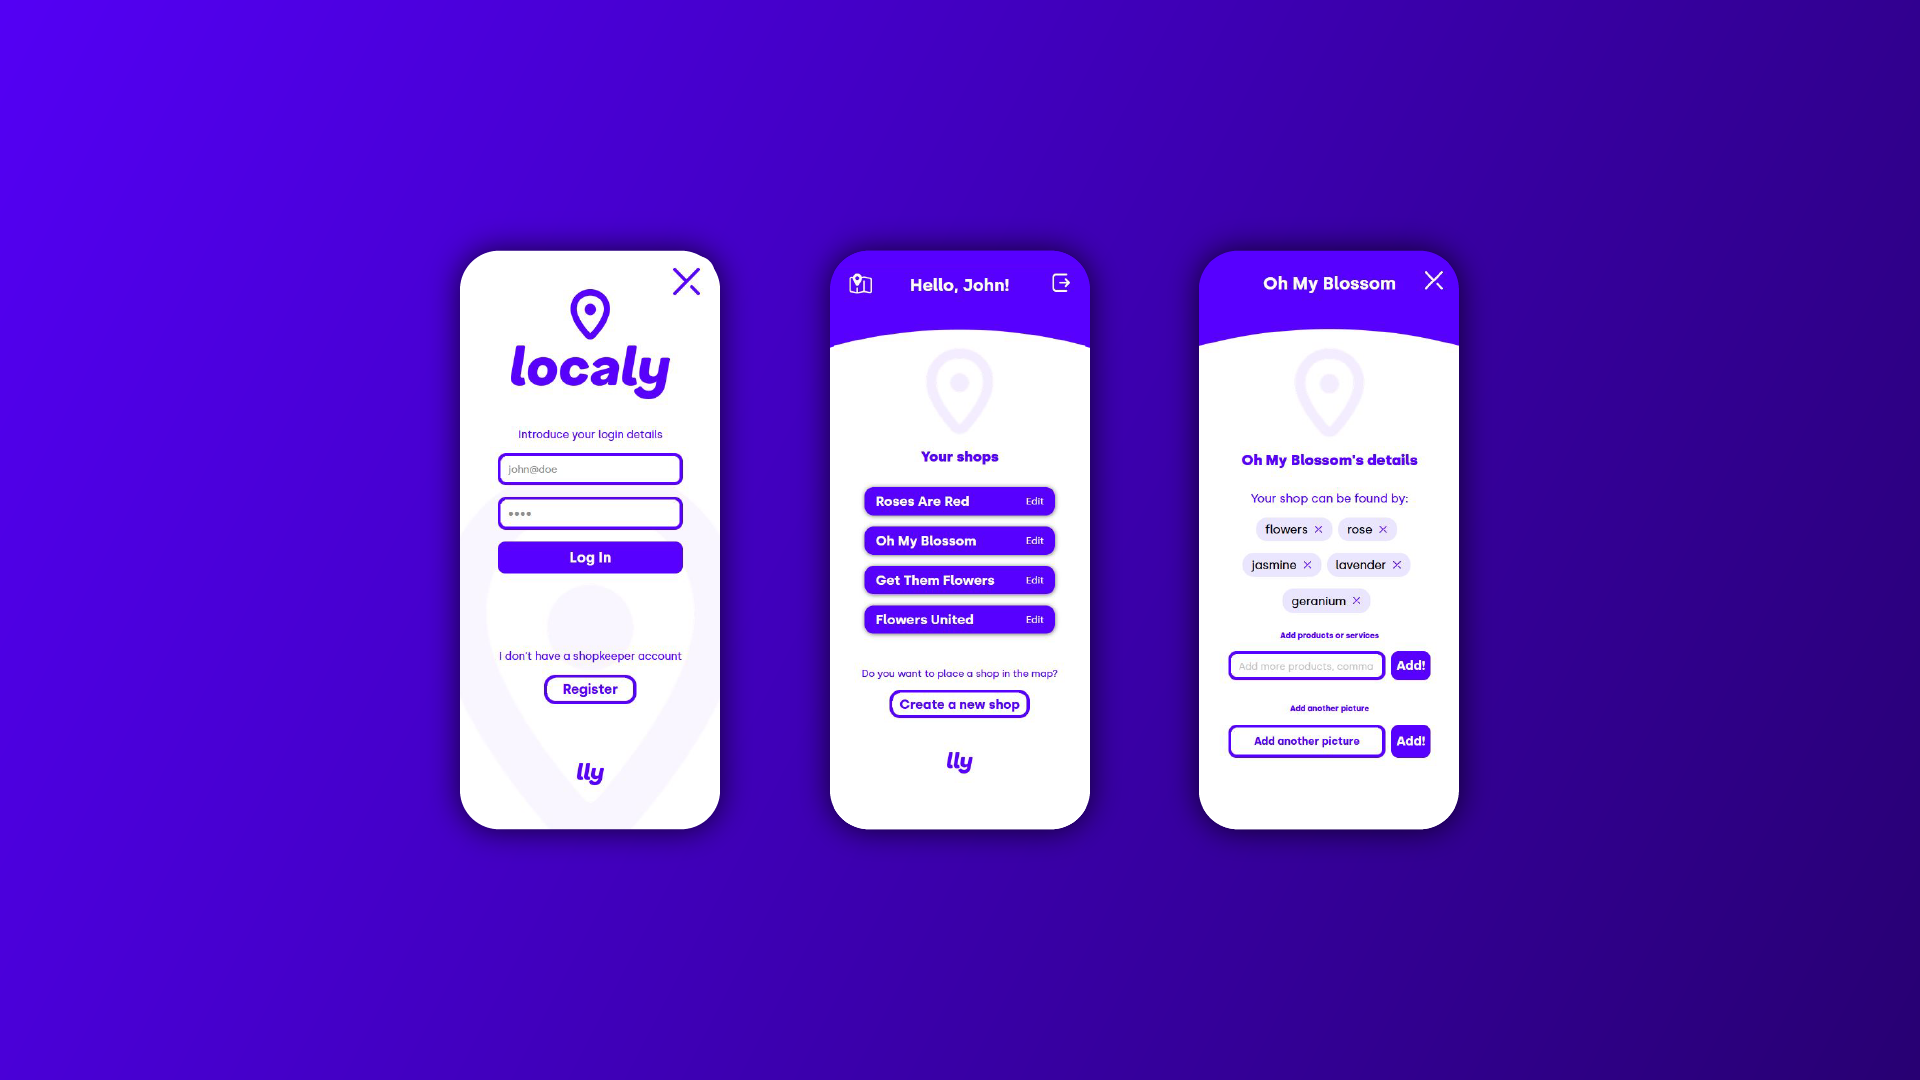 localy
Introduce your login details
john@doe
Log In
I don't have a shopkeeper account
Register
lly
Hello, John!
Your shops
Roses Are Red Edit
Oh My Blossom Edit
Get Them Flowers Edit
Flowers United Edit
Do you want to place a shop in the map?
Create a new shop
lly
Oh My Blossom
Oh My Blossom's details
Your shop can be found by:
flowers rose
jasmine lavender
geranium
Add products or services
Add more products, comma Add!
Add another picture
Add another picture Add!